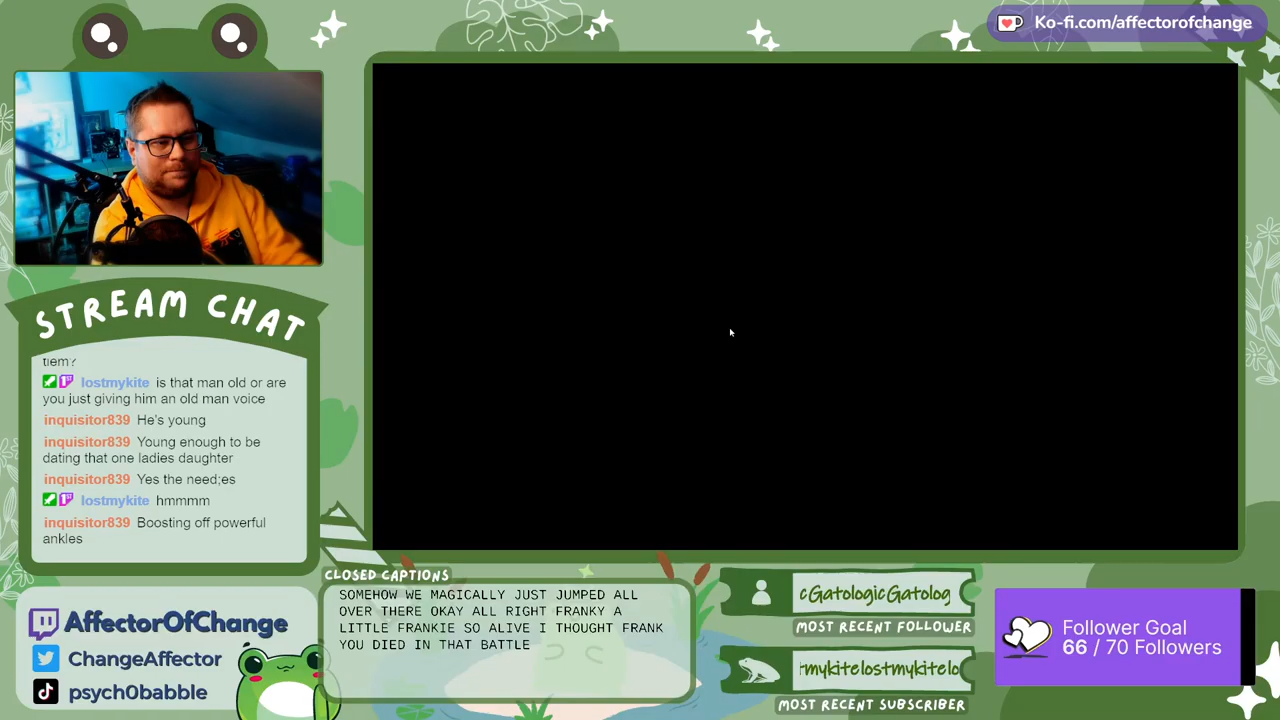 Ko-fi.com/affectorofchange
STREAM CHAT
tiem?
lostmykite is that man old or are
you just giving him an old man voice
inquisitor839 He's young
inquisitor839 Young enough to be
dating that one ladies daughter
inquisitor839 Yes the need;es
lostmykite hmmmm
inquisitor839 Boosting off powerful
ankles
CLOSED CAPTIONS
SOMEHOW WE MAGICALLY JUST JUMPED ALL
OVER THERE OKAY ALL RIGHT FRANKY A
LITTLE FRANKIE SO ALIVE I THOUGHT FRANK
YOU DIED IN THAT BATTLE
AffectorOfChange
ChangeAffector
psych0babble
cGatologicGatolog
MOST RECENT FOLLOWER
mykitelostmykitelo
MOST RECENT SUBSCRIBER
Follower Goal
66 / 70 Followers